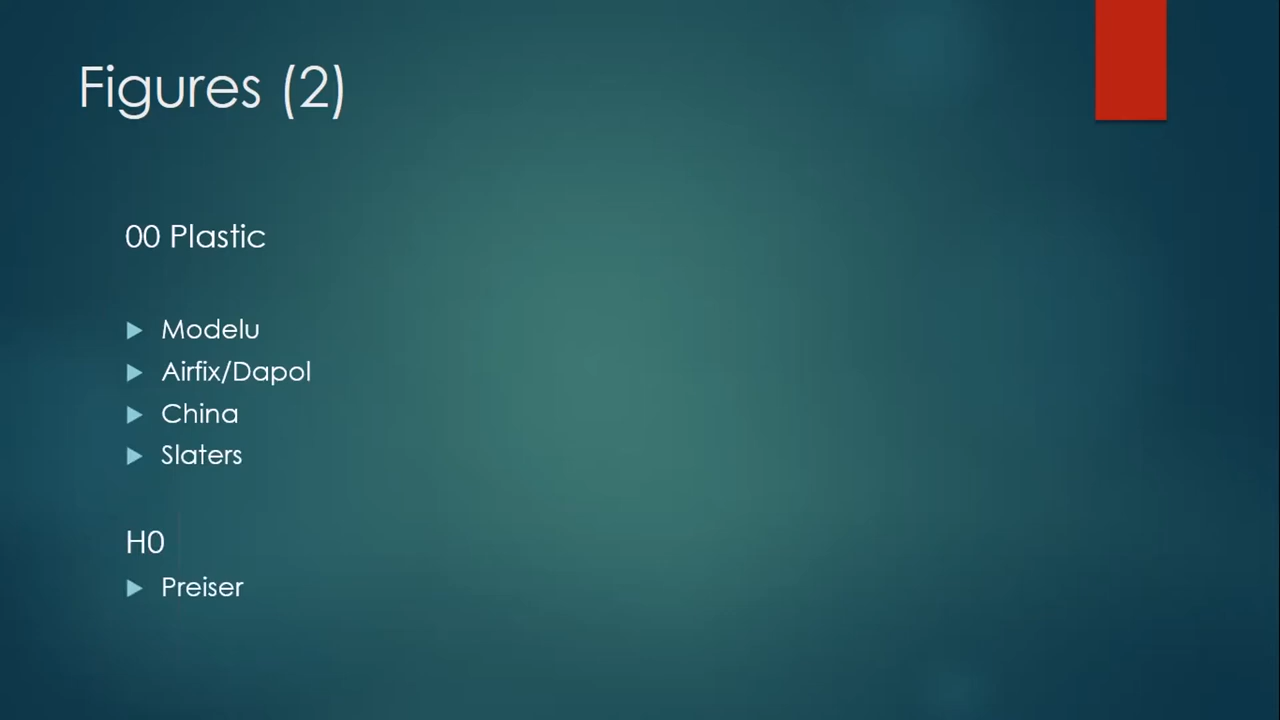 Figures (2)
00 Plastic
Modelu
Airfix/Dapol
China
Slaters
H0
Preiser